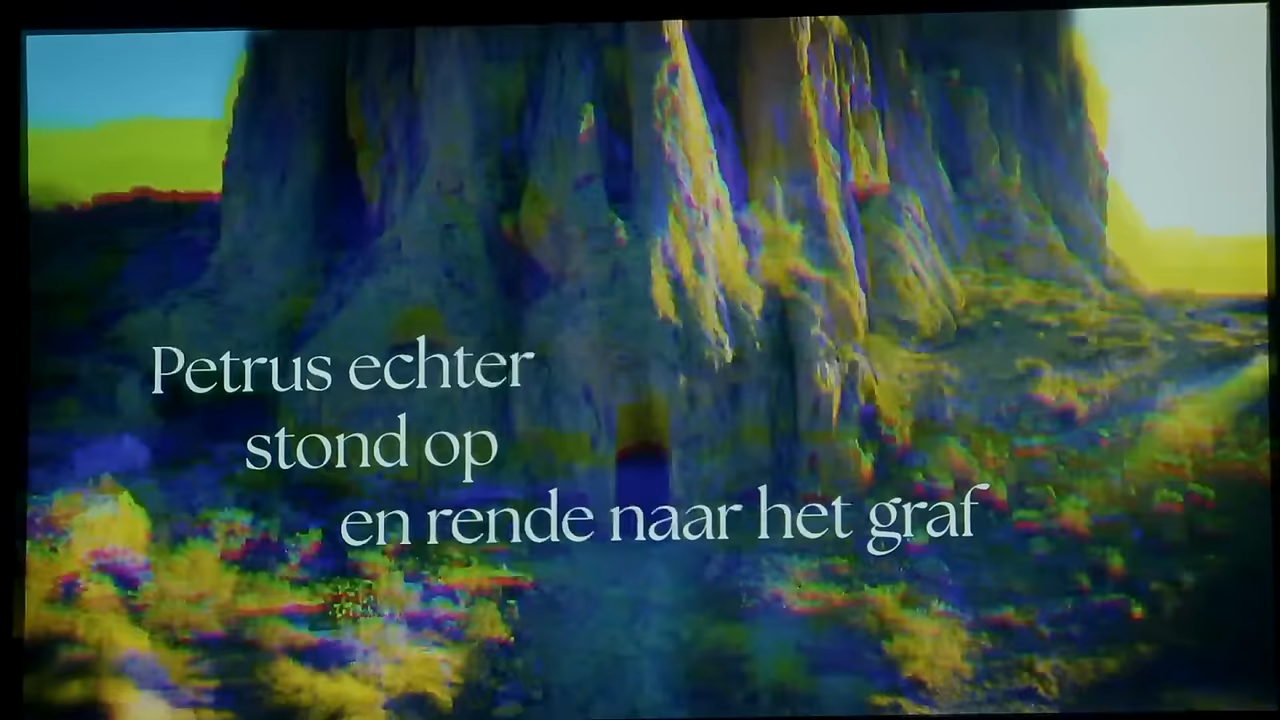 Petrus echter
stond op
en rende naar het graf